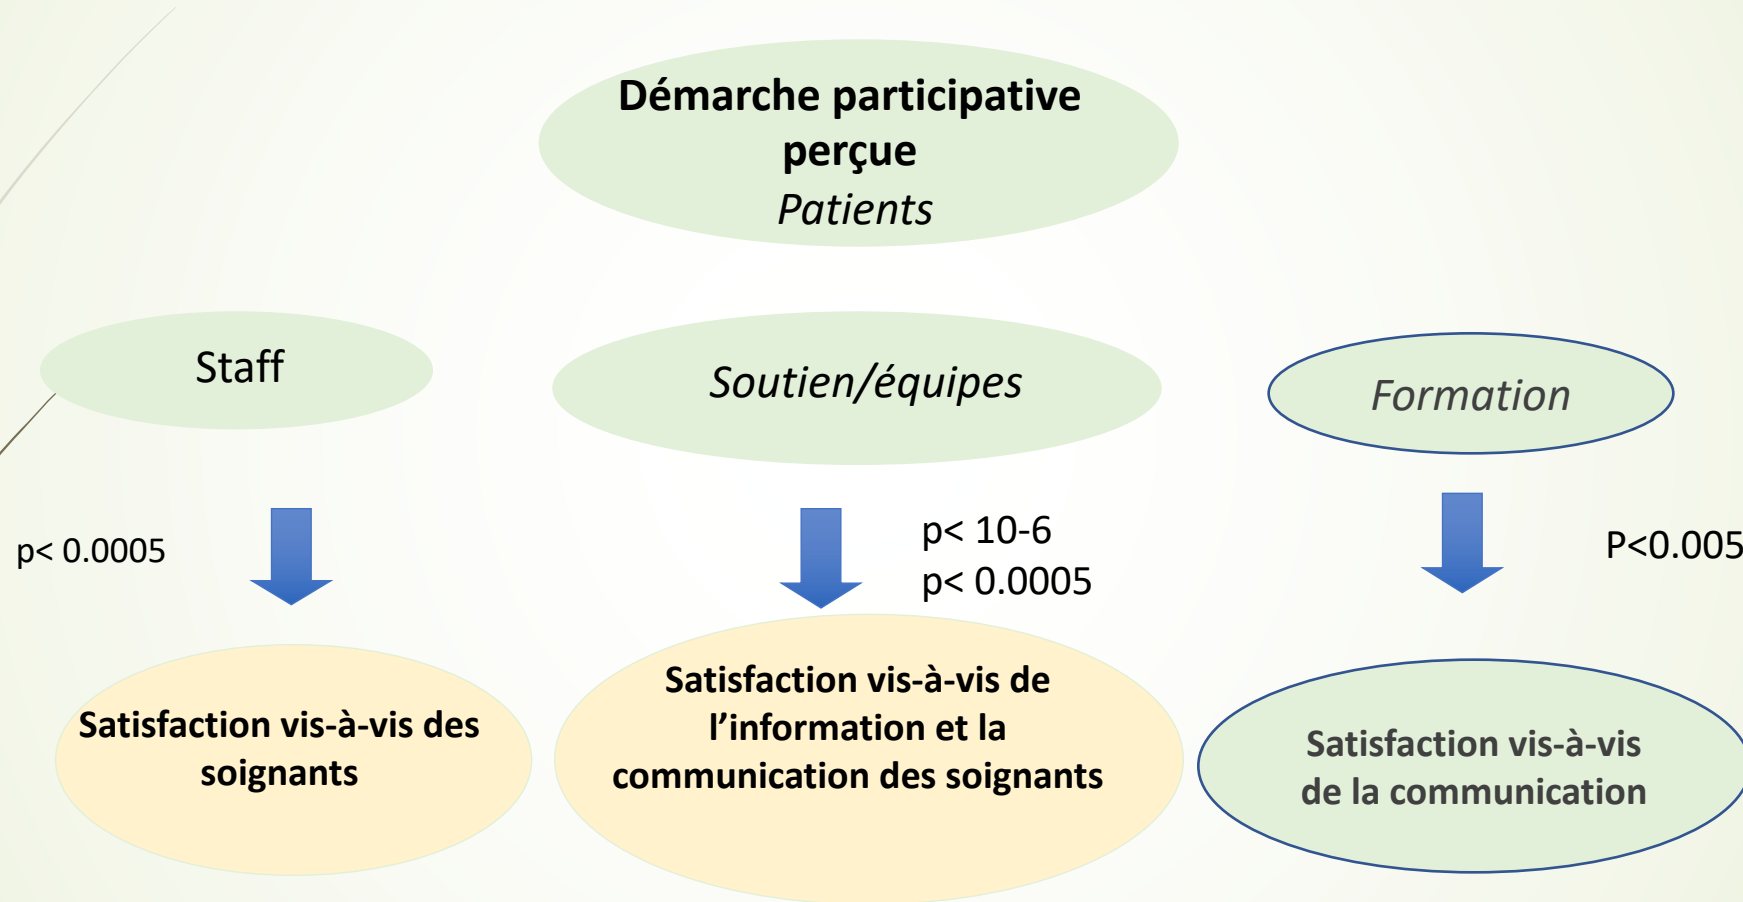 Démarche participative
perçue
Patients
Staff
Soutien/équipes
Formation
p< 0.0005
p< 10-6
p< 0.0005
P<0.005
Satisfaction vis-à-vis des
soignants
Satisfaction vis-à-vis de
l’information et la
communication des soignants
Satisfaction vis-à-vis
de la communication